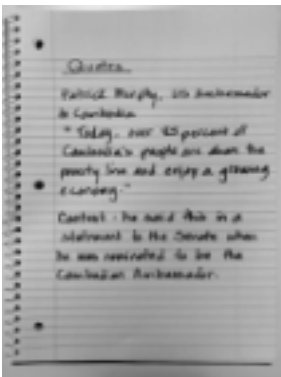 Quotes
Patrick Murphy, US Ambassador
to Cambodia
"Today, over 85 percent of
Cambodia's people are above the
poverty line and enjoy a growing
economy."
Context: he said this in a
statement to the Senate when
he was nominated to be the
Cambodian Ambassador.